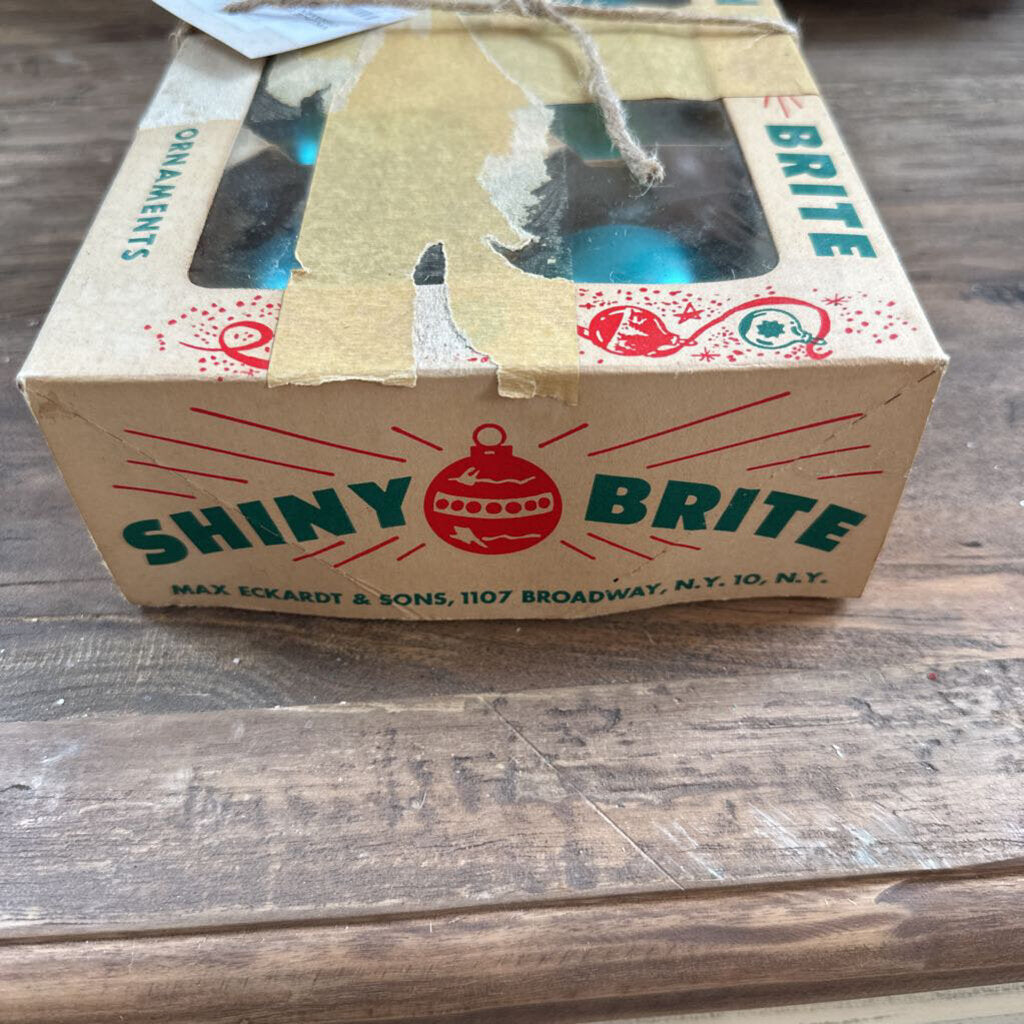 ORNAMENTS
BRITE
SHINY BRITE
MAX ECKARDT & SONS, 1107 BROADWAY, N.Y. 10, N.Y.